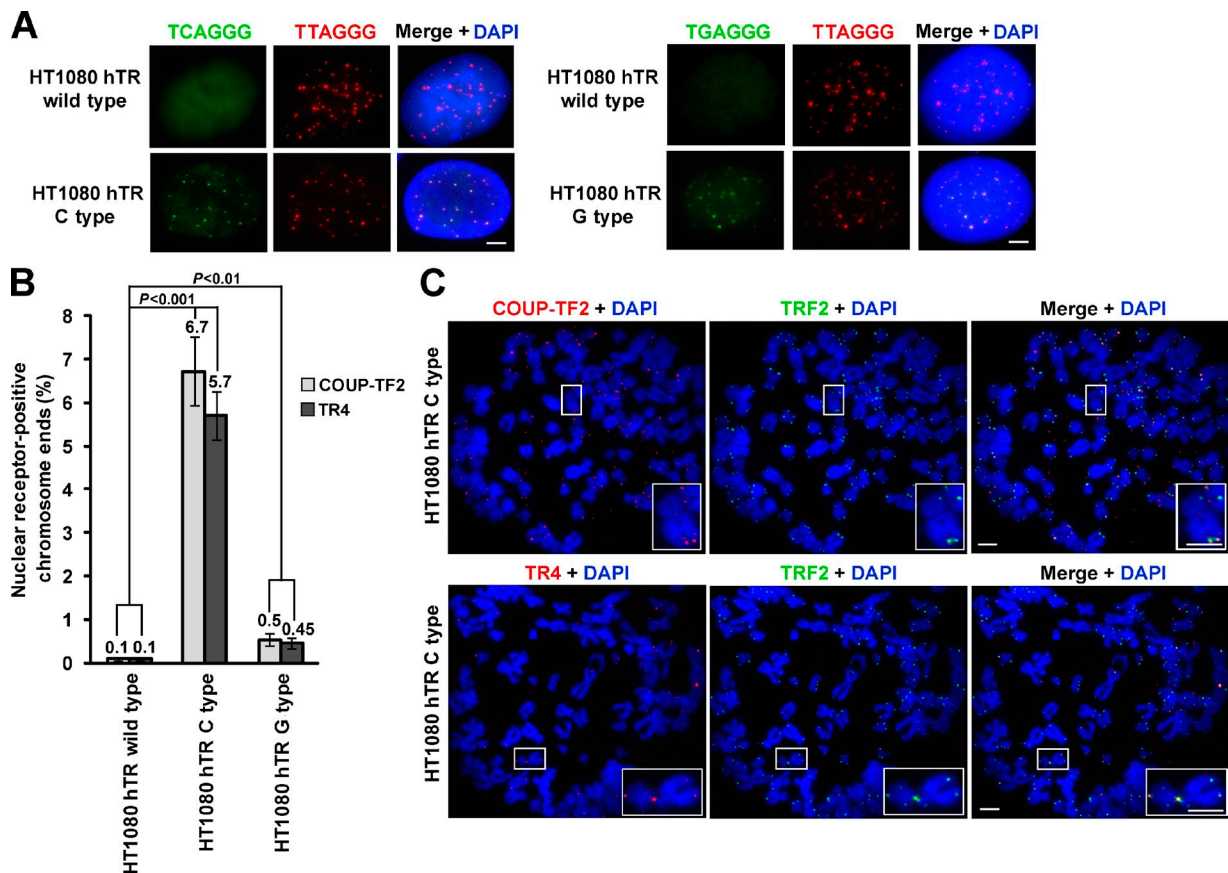 A
TCAGGG TTAGGG Merge + DAPI
HT1080 hTR
wild type
HT1080 hTR
C type
TGAGGG TTAGGG Merge + DAPI
HT1080 hTR
wild type
HT1080 hTR
G type
B
P<0.01
P<0.001
Nuclear receptor-positive
chromosome ends (%)
8
7
6
5
4
3
2
1
0
0.1 0.1
6.7
5.7
0.5
0.45
COUP-TF2
TR4
HT1080 hTR wild type
HT1080 hTR C type
HT1080 hTR G type
C
COUP-TF2 + DAPI TRF2 + DAPI Merge + DAPI
HT1080 hTR C type
TR4 + DAPI TRF2 + DAPI Merge + DAPI
HT1080 hTR C type